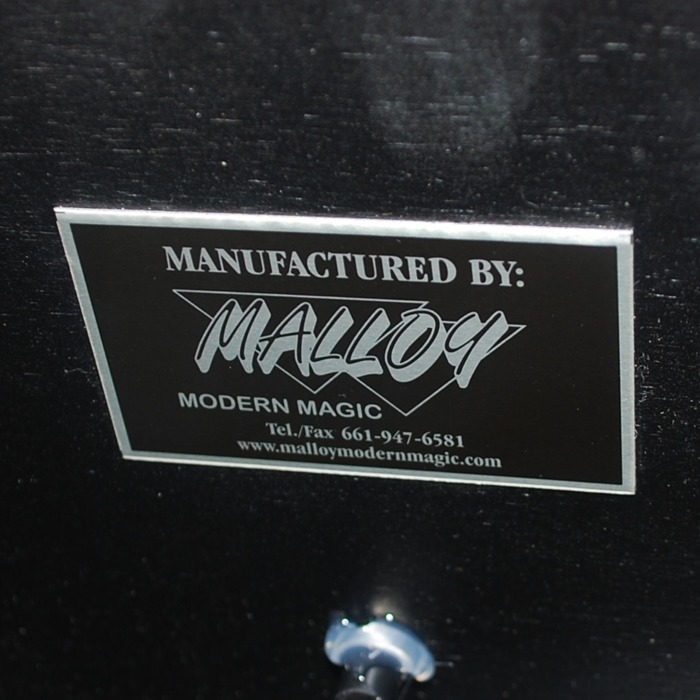 MANUFACTURED BY:
MALLOY
MODERN MAGIC
Tel./Fax 661-947-6581
www.malloymodernmagic.com